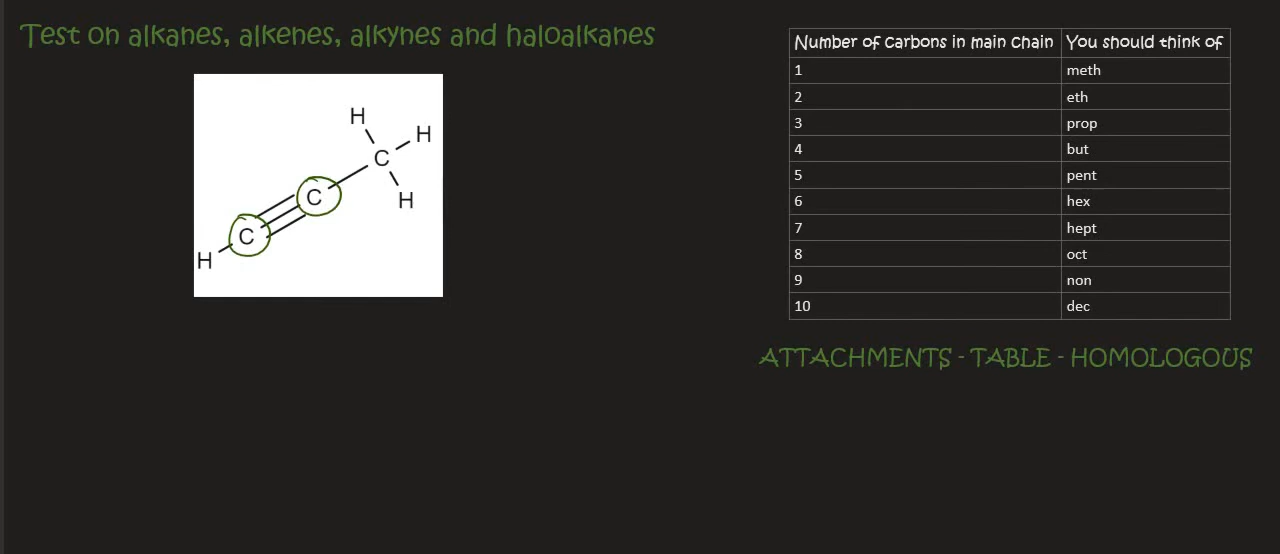 Test on alkanes, alkenes, alkynes and haloalkanes
H
H
C
H
C
C
H
Number of carbons in main chain You should think of
1 meth
2 eth
3 prop
4 but
5 pent
6 hex
7 hept
8 oct
9 non
10 dec
ATTACHMENTS - TABLE - HOMOLOGOUS